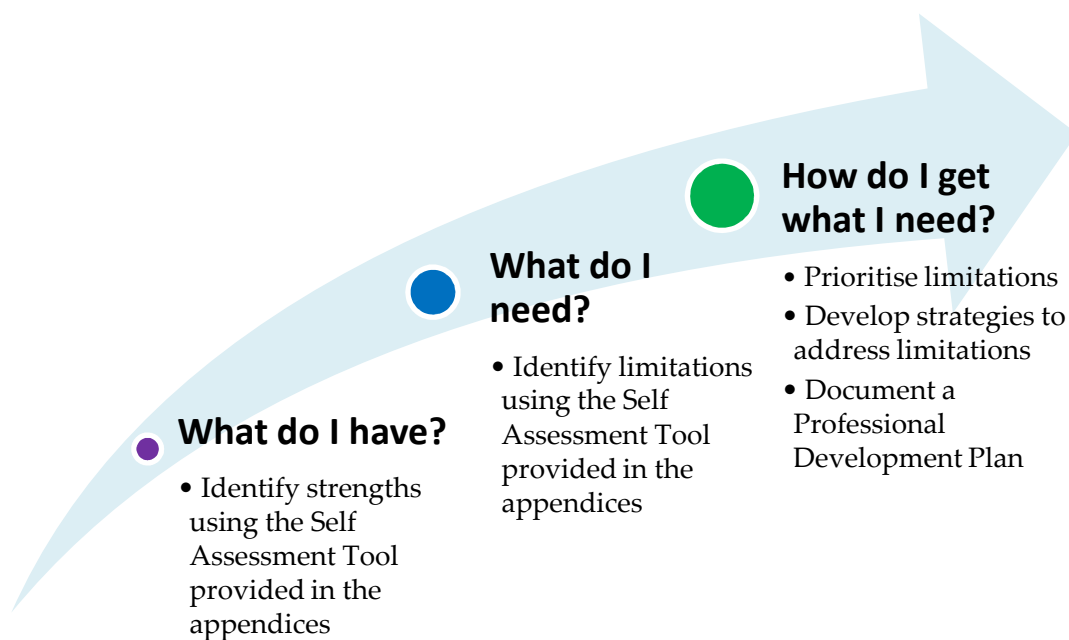 What do I have?
• Identify strengths
using the Self
Assessment Tool
provided in the
appendices
What do I
need?
• Identify limitations
using the Self
Assessment Tool
provided in the
appendices
How do I get
what I need?
• Prioritise limitations
• Develop strategies to
address limitations
• Document a
Professional
Development Plan